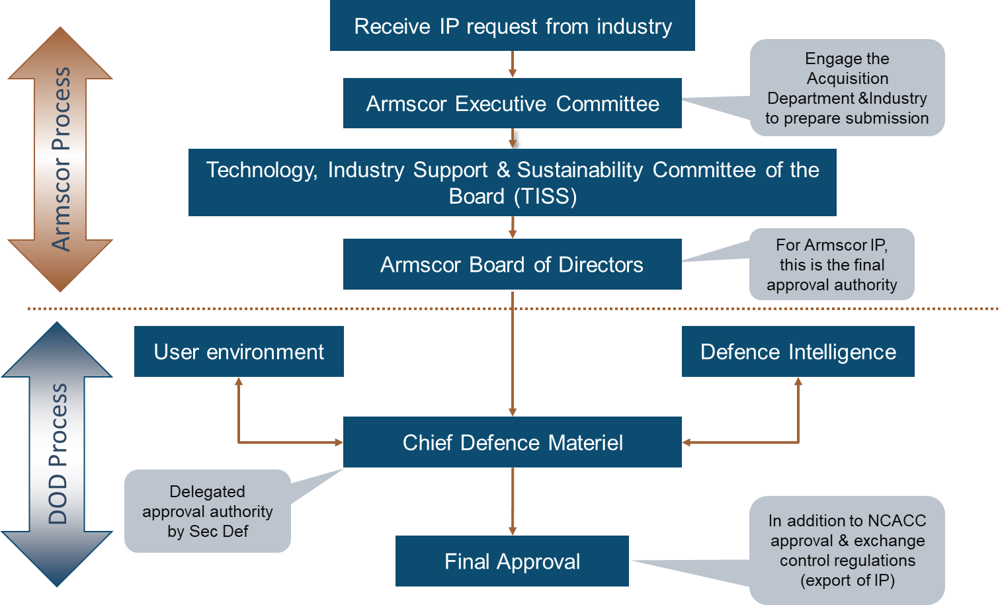 Receive IP request from industry
Armscor Process
Engage the
Acquisition
Department &Industry
to prepare submission
Armscor Executive Committee
Technology, Industry Support & Sustainability Committee of the
Board (TISS)
Armscor Board of Directors
For Armscor IP,
this is the final
approval authority
DOD Process
User environment
Defence Intelligence
Chief Defence Materiel
Delegated
approval authority
by Sec Def
Final Approval
In addition to NCACC
approval & exchange
control regulations
(export of IP)